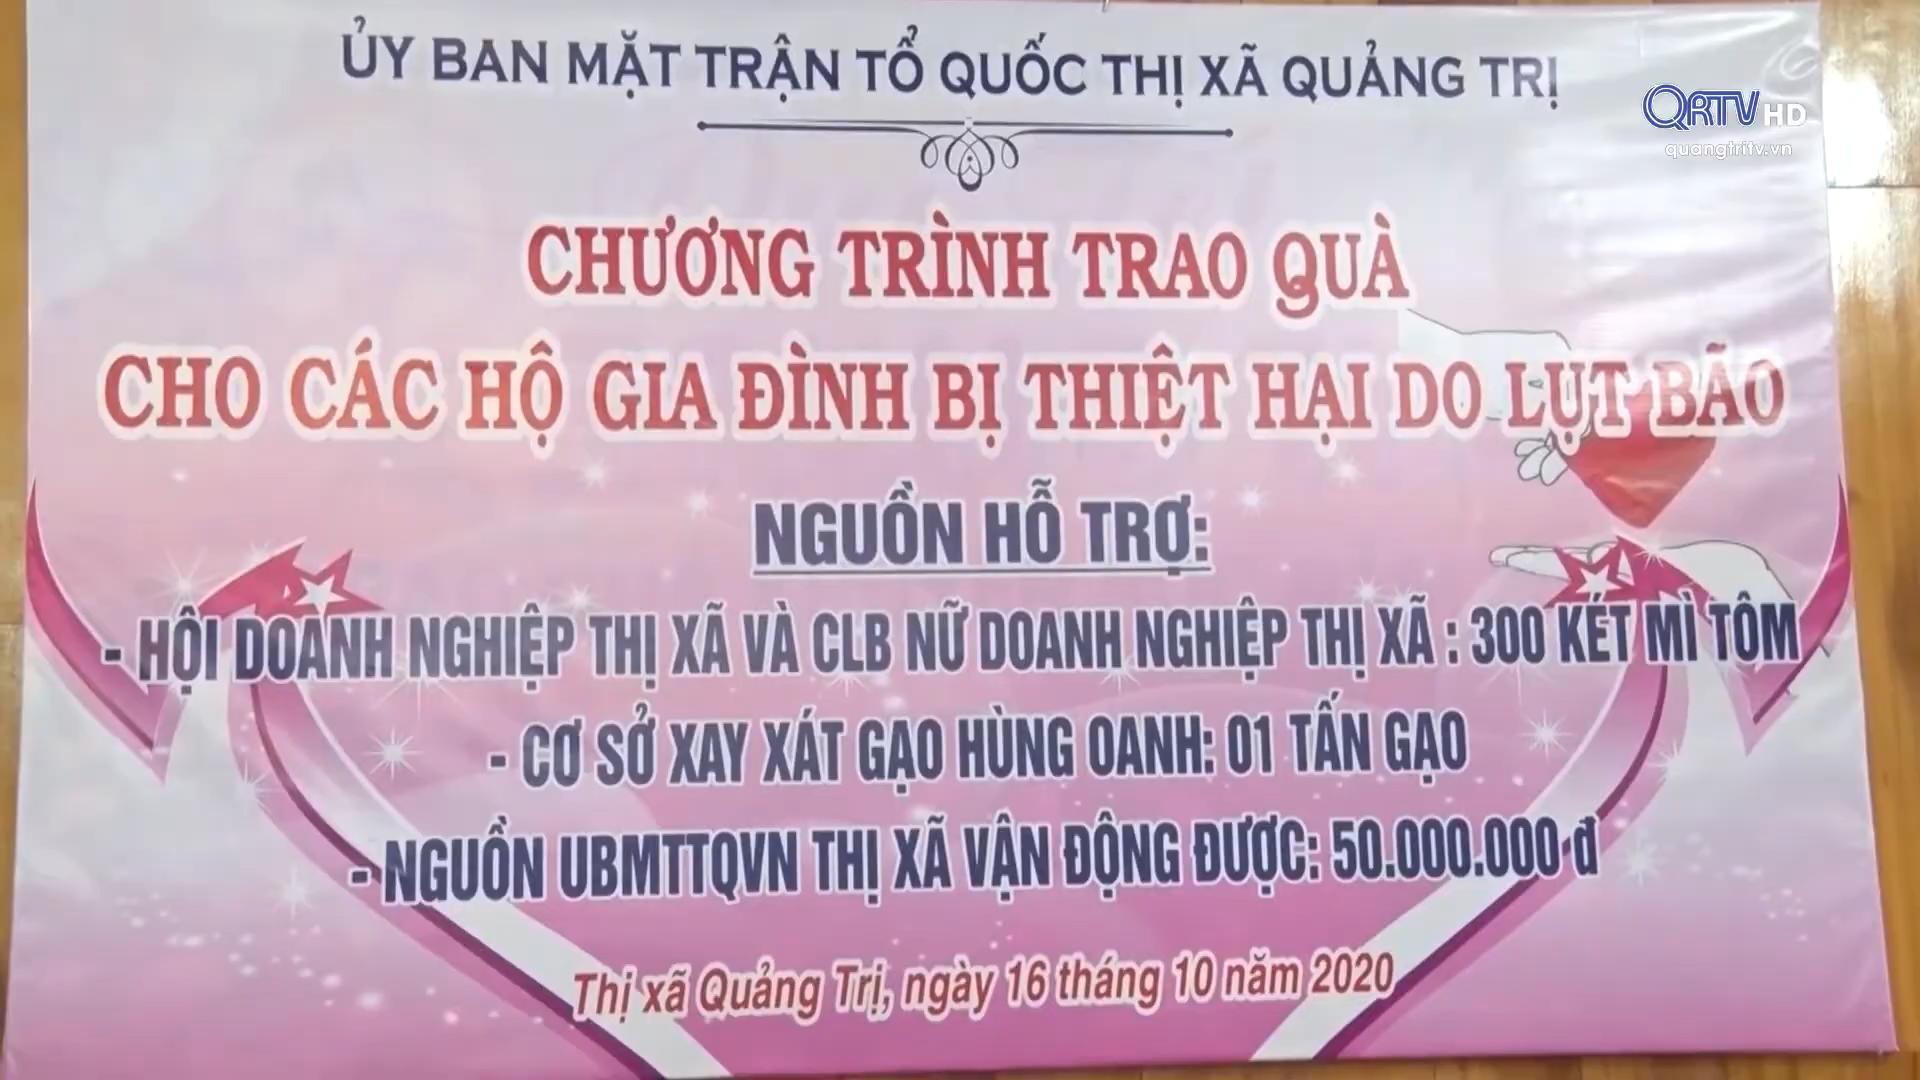 ỦY BAN MẶT TRẬN TỔ QUỐC THỊ XÃ QUẢNG TRỊ
QRTV HD
quangtritv.vn
CHƯƠNG TRÌNH TRAO QUÀ
CHO CÁC HỘ GIA ĐÌNH BỊ THIỆT HẠI DO LỤT BÃO
NGUỒN HỖ TRỢ:
- HỘI DOANH NGHIỆP THỊ XÃ VÀ CLB NỮ DOANH NGHIỆP THỊ XÃ : 300 KÉT MÌ TÔM
- CƠ SỞ XAY XÁT GẠO HÙNG OANH: 01 TẤN GẠO
- NGUỒN UBMTTQVN THỊ XÃ VẬN ĐỘNG ĐƯỢC: 50.000.000 đ
Thị xã Quảng Trị, ngày 16 tháng 10 năm 2020